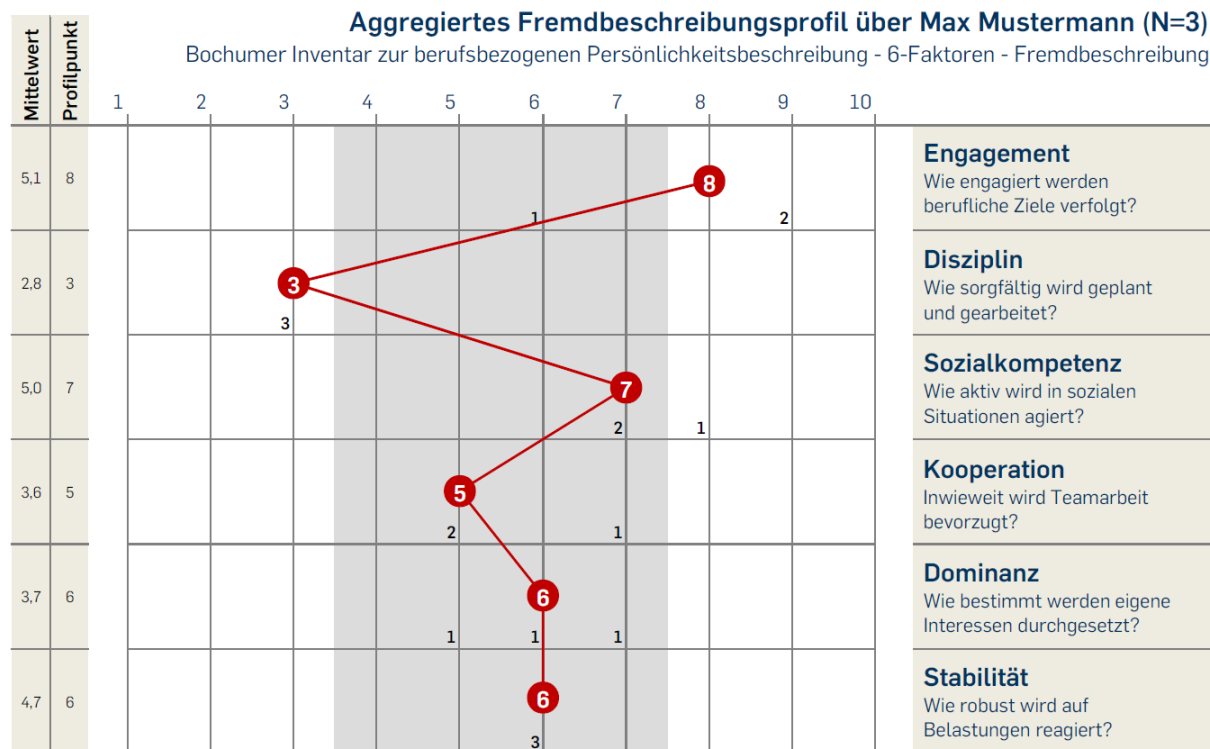 Aggregiertes Fremdbeschreibungsprofil über Max Mustermann (N=3)
Bochumer Inventar zur berufsbezogenen Persönlichkeitsbeschreibung - 6-Faktoren - Fremdbeschreibung
Mittelwert Profilpunkt
1 2 3 4 5 6 7 8 9 10
5,1 8 8
1 2
Engagement
Wie engagiert werden
berufliche Ziele verfolgt?
2,8 3 3
3
Disziplin
Wie sorgfältig wird geplant
und gearbeitet?
5,0 7 7
2 1
Sozialkompetenz
Wie aktiv wird in sozialen
Situationen agiert?
3,6 5 5
2 1
Kooperation
Inwieweit wird Teamarbeit
bevorzugt?
3,7 6 6
1 1 1
Dominanz
Wie bestimmt werden eigene
Interessen durchgesetzt?
4,7 6 6
3
Stabilität
Wie robust wird auf
Belastungen reagiert?